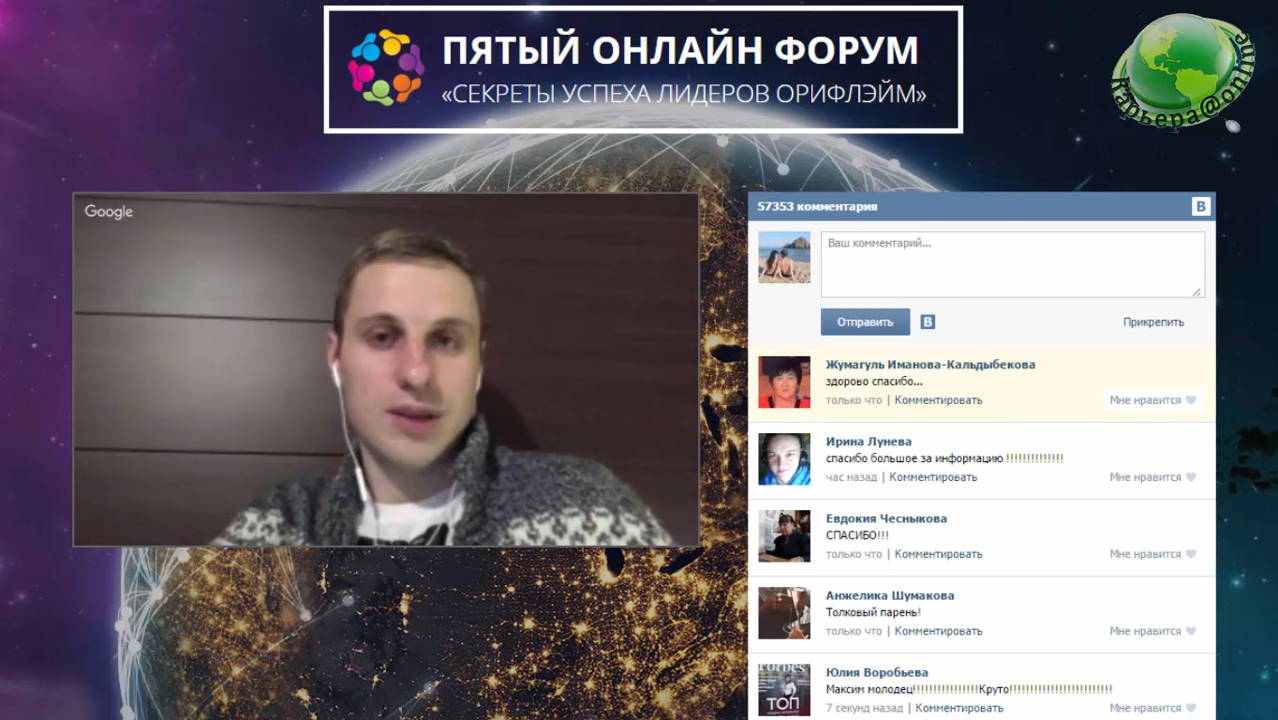 ПЯТЫЙ ОНЛАЙН ФОРУМ
«СЕКРЕТЫ УСПЕХА ЛИДЕРОВ ОРИФЛЭЙМ»
Карьера@online
Google
57353 комментария
B
Ваш комментарий...
Отправить B Прикрепить
Жумагуль Иманова-Кальдыбекова
здорово спасибо...
только что | Комментировать Мне нравится
Ирина Лунева
спасибо большое за информацию !!!!!!!!!!!!!!
час назад | Комментировать Мне нравится
Евдокия Чесныкова
СПАСИБО!!!
только что | Комментировать Мне нравится
Анжелика Шумакова
Толковый парень!
только что | Комментировать Мне нравится
Юлия Воробьева
Максим молодец!!!!!!!!!!!!!!!!!Круто!!!!!!!!!!!!!!!!!!!!!!!!!!
7 секунд назад | Комментировать Мне нравится
ТОП